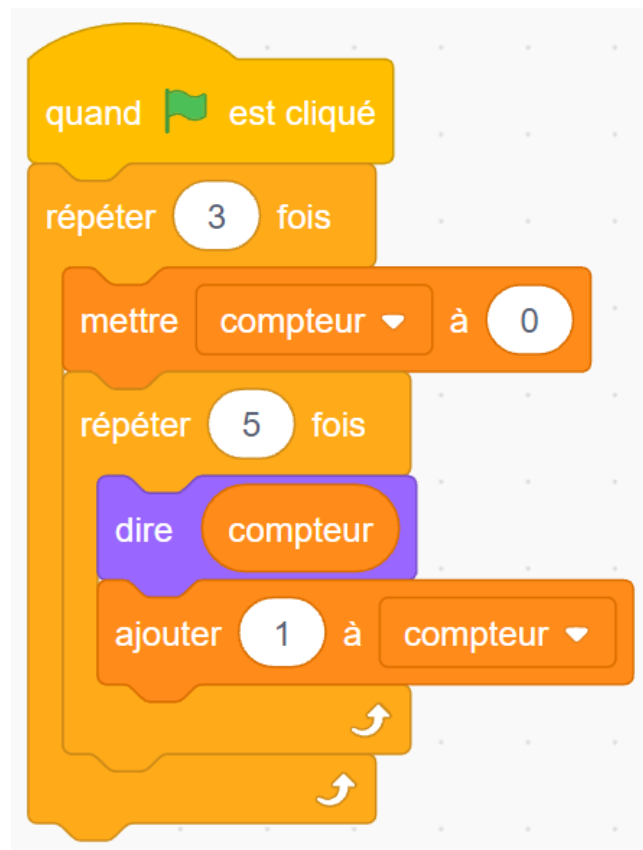 quand est cliqué
répéter 3 fois
mettre compteur à 0
répéter 5 fois
dire compteur
ajouter 1 à compteur